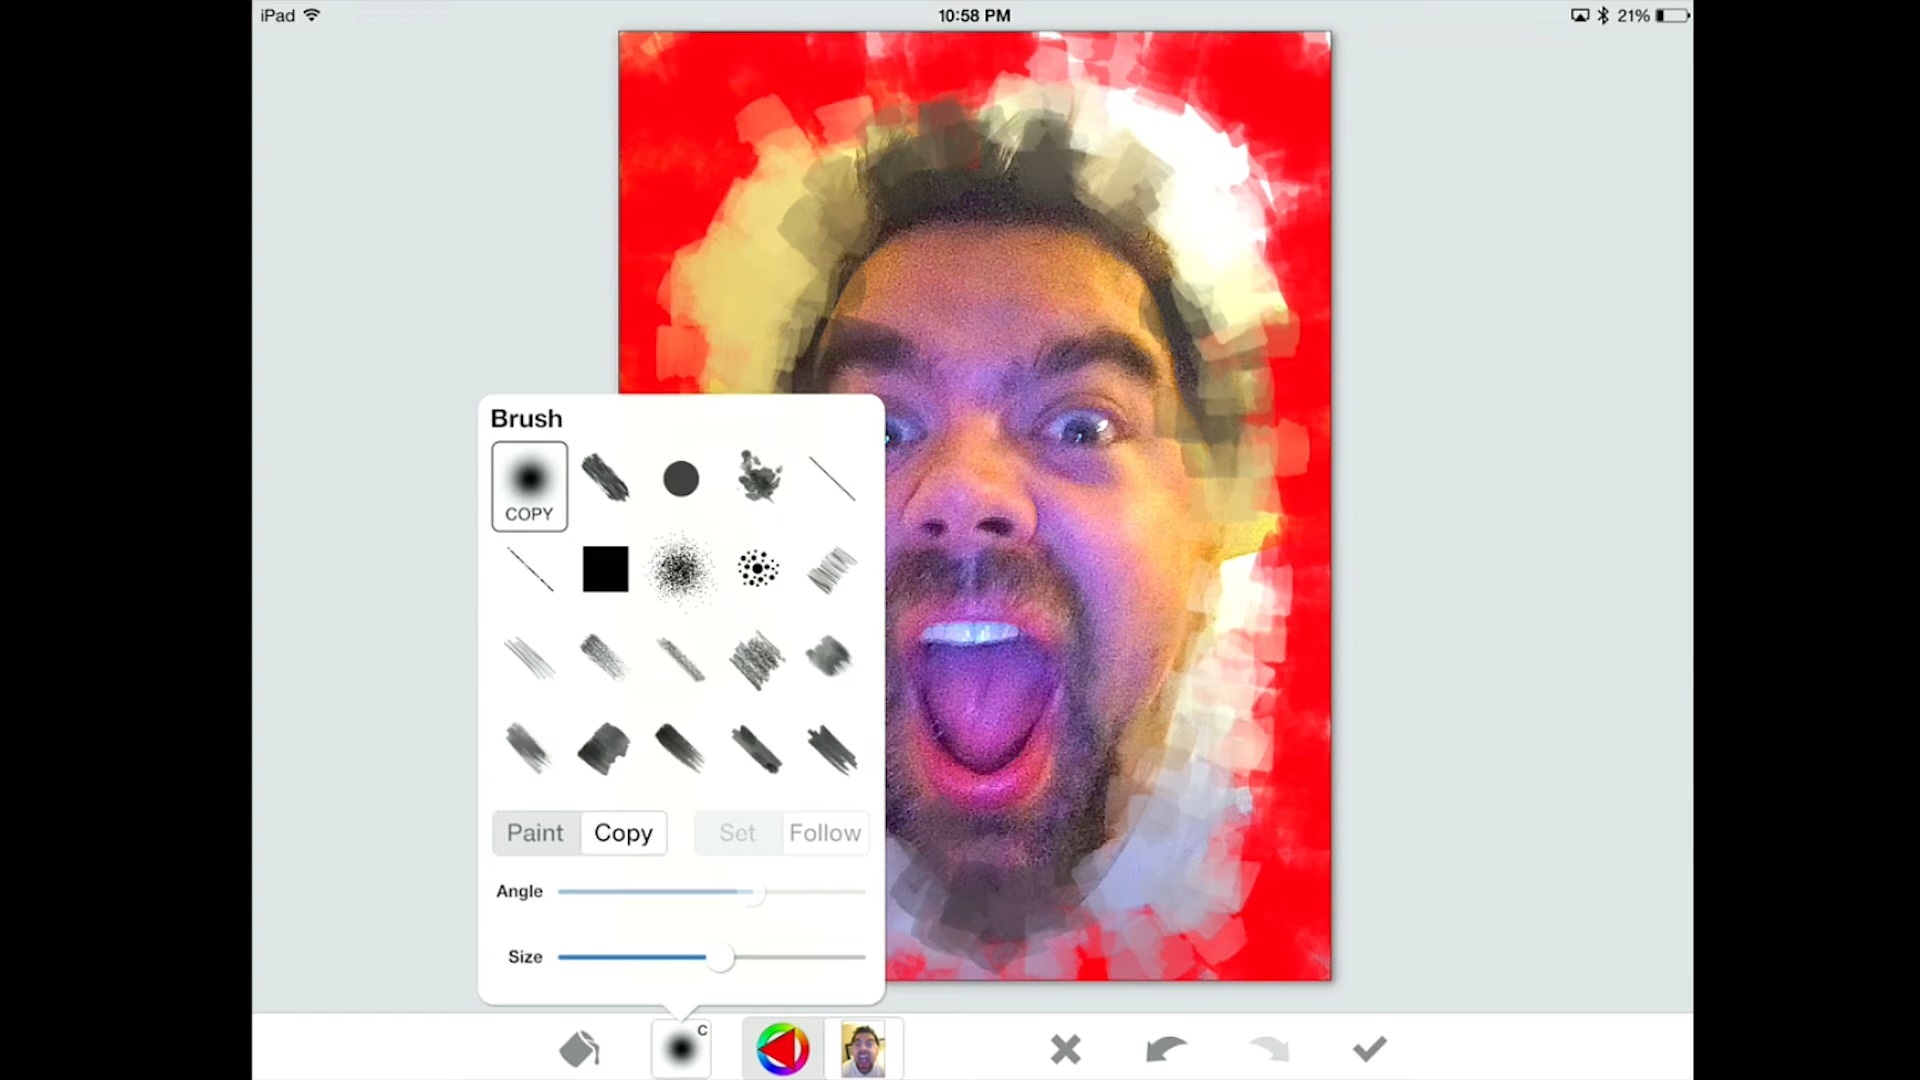 iPad
10:58 PM
21%
Brush
COPY
Paint Copy Set Follow
Angle
Size
C